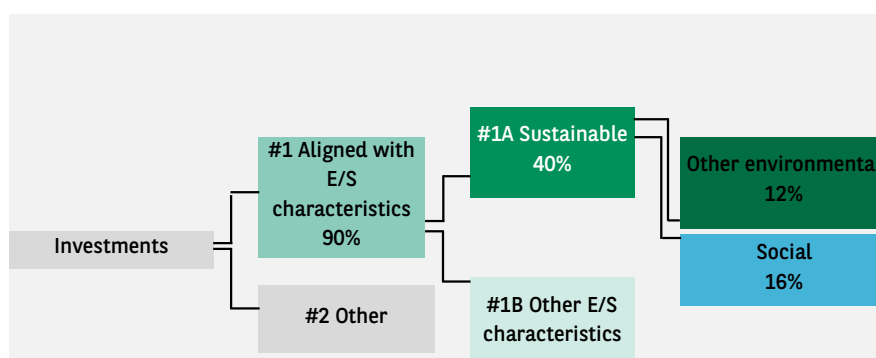 Investments
#1 Aligned with
E/S
characteristics
90%
#2 Other
#1A Sustainable
40%
#1B Other E/S
characteristics
Other environmenta
12%
Social
16%